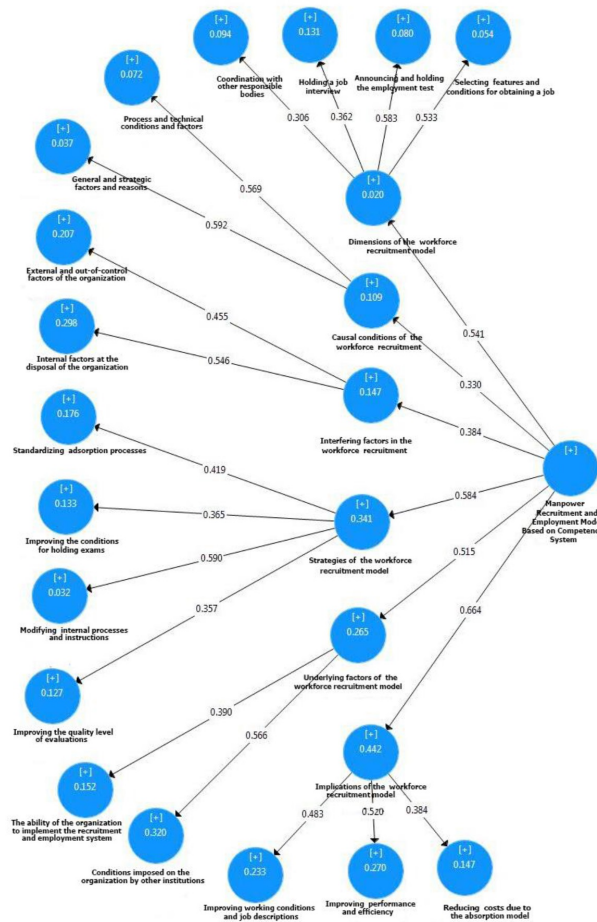 [+]
0.094
Coordination with
other responsible
bodies
[+]
0.131
Holding a job
interview
[+]
0.080
Announcing and holding
the employment test
[+]
0.054
Selecting features and
conditions for obtaining a job
[+]
0.072
Process and technical
conditions and factors
0.306
0.362
0.583
0.533
[+]
0.037
General and strategic
factors and reasons
0.569
[+]
0.020
Dimensions of the workforce
recruitment model
0.592
[+]
0.207
External and out-of-control
factors of the organization
[+]
0.109
Causal conditions of the
workforce recruitment
0.541
0.455
[+]
0.298
Internal factors at the
disposal of the organization
0.546
0.330
[+]
0.147
Interfering factors in the
workforce recruitment
0.384
[+]
0.176
Standardizing adsorption processes
0.419
[+]
Manpower
Recruitment and
Employment Mode
Based on Competenc
System
0.584
[+]
0.133
Improving the conditions
for holding exams
0.365
[+]
0.341
Strategies of the workforce
recruitment model
0.515
[+]
0.032
Modifying internal processes
and instructions
0.590
0.357
0.664
[+]
0.127
Improving the quality level
of evaluations
[+]
0.265
Underlying factors of the
workforce recruitment model
0.390
0.566
[+]
0.152
The ability of the organization
to implement the recruitment
and employment system
[+]
0.442
Implications of the workforce
recruitment model
[+]
0.320
Conditions imposed on the
organization by other institutions
0.483
0.520
0.384
[+]
0.233
Improving working conditions
and job descriptions
[+]
0.270
Improving performance
and efficiency
[+]
0.147
Reducing costs due to
the absorption model